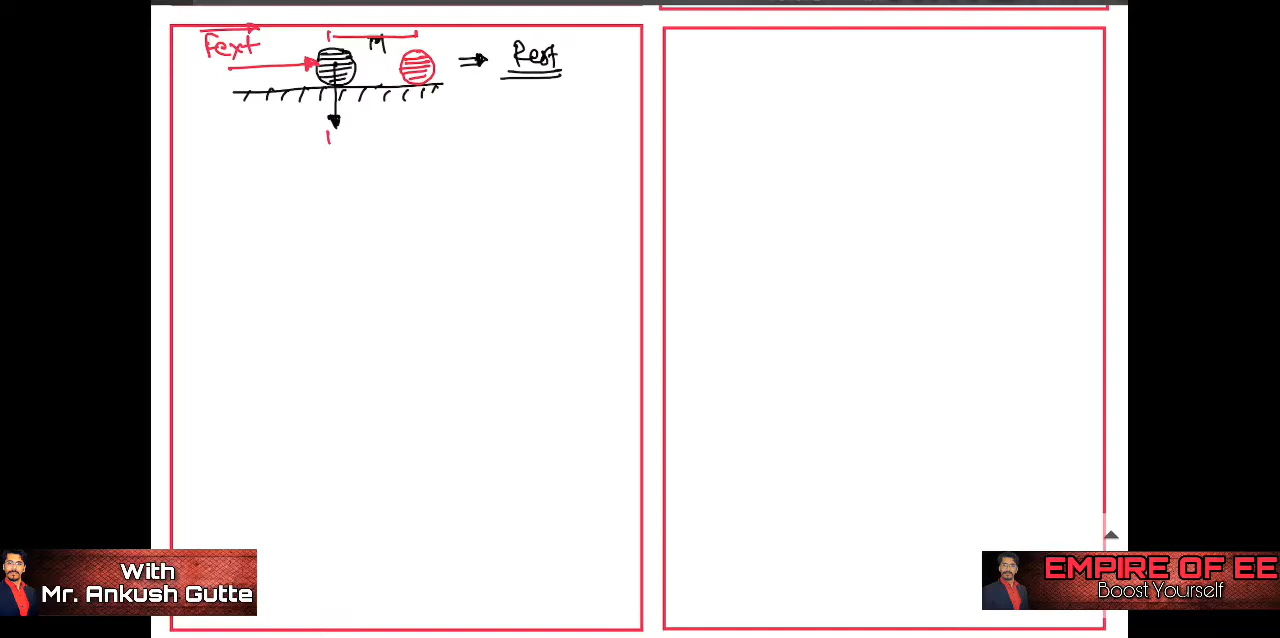 Fext
Rest
With
Mr. Ankush Gutte
EMPIRE OF EE
Boost Yourself